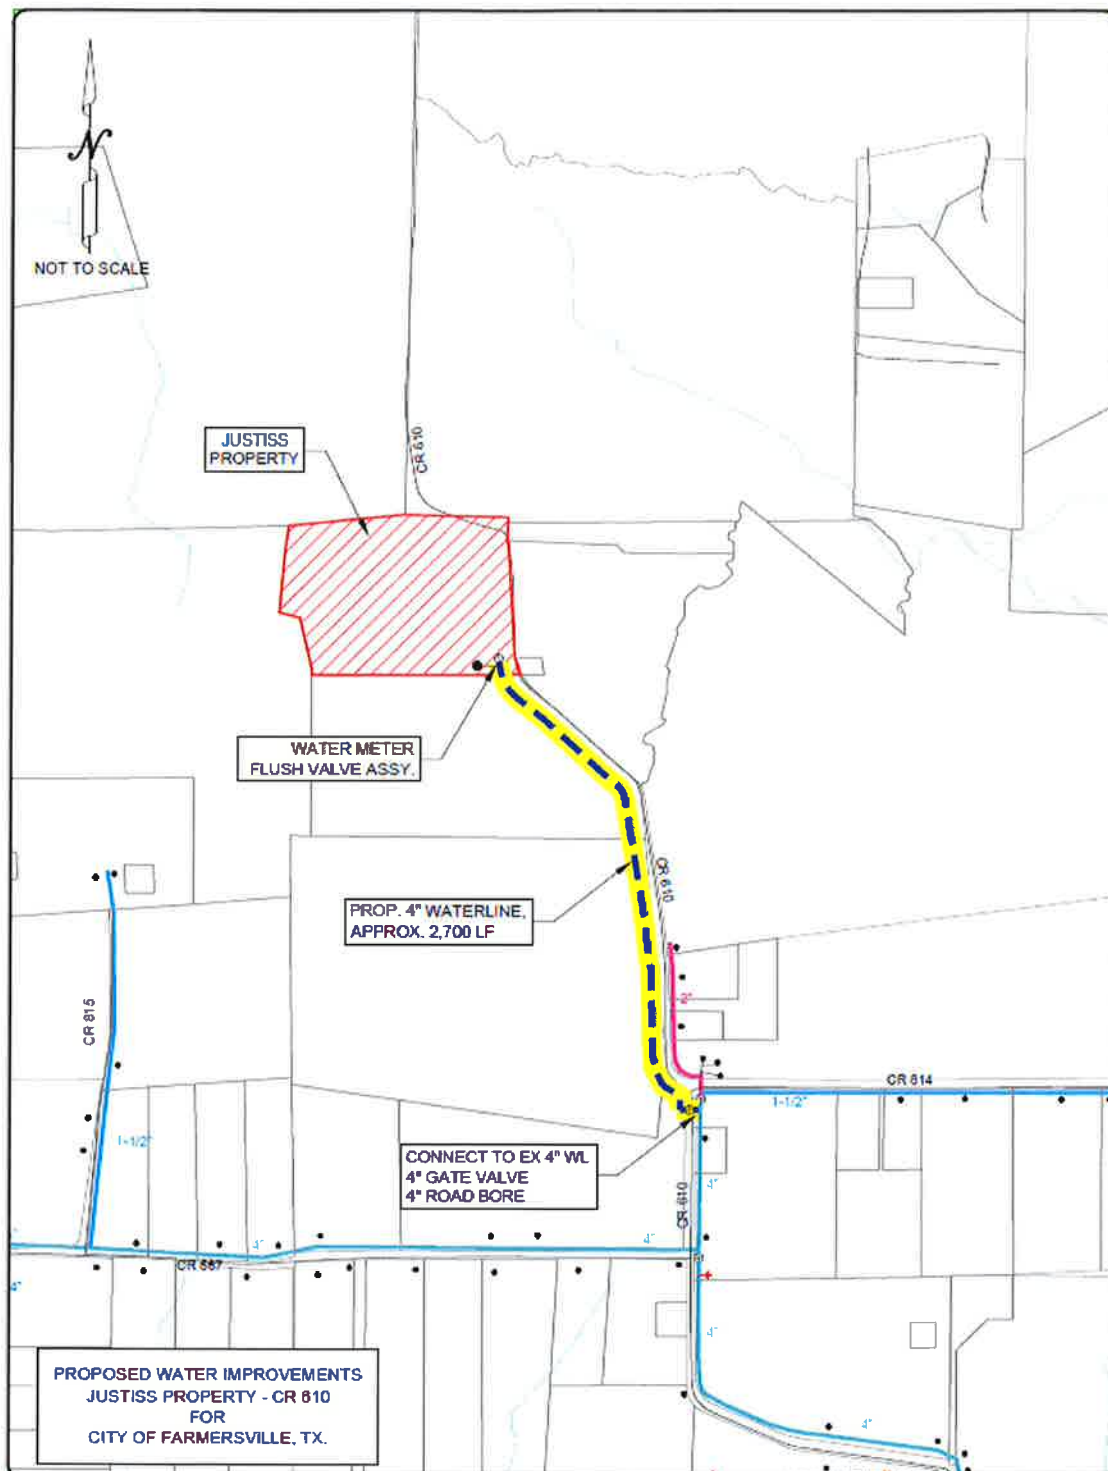 N
NOT TO SCALE
JUSTISS
PROPERTY
CR 610
WATER METER
FLUSH VALVE ASSY.
CR 610
PROP. 4" WATERLINE,
APPROX. 2,700 LF
2"
CR 815
CR 614
1-1/2"
1-1/2"
CONNECT TO EX 4" WL
4" GATE VALVE
4" ROAD BORE
4"
CR 610
4"
4"
CR 557
4"
4"
4"
PROPOSED WATER IMPROVEMENTS
JUSTISS PROPERTY - CR 610
FOR
CITY OF FARMERSVILLE, TX.